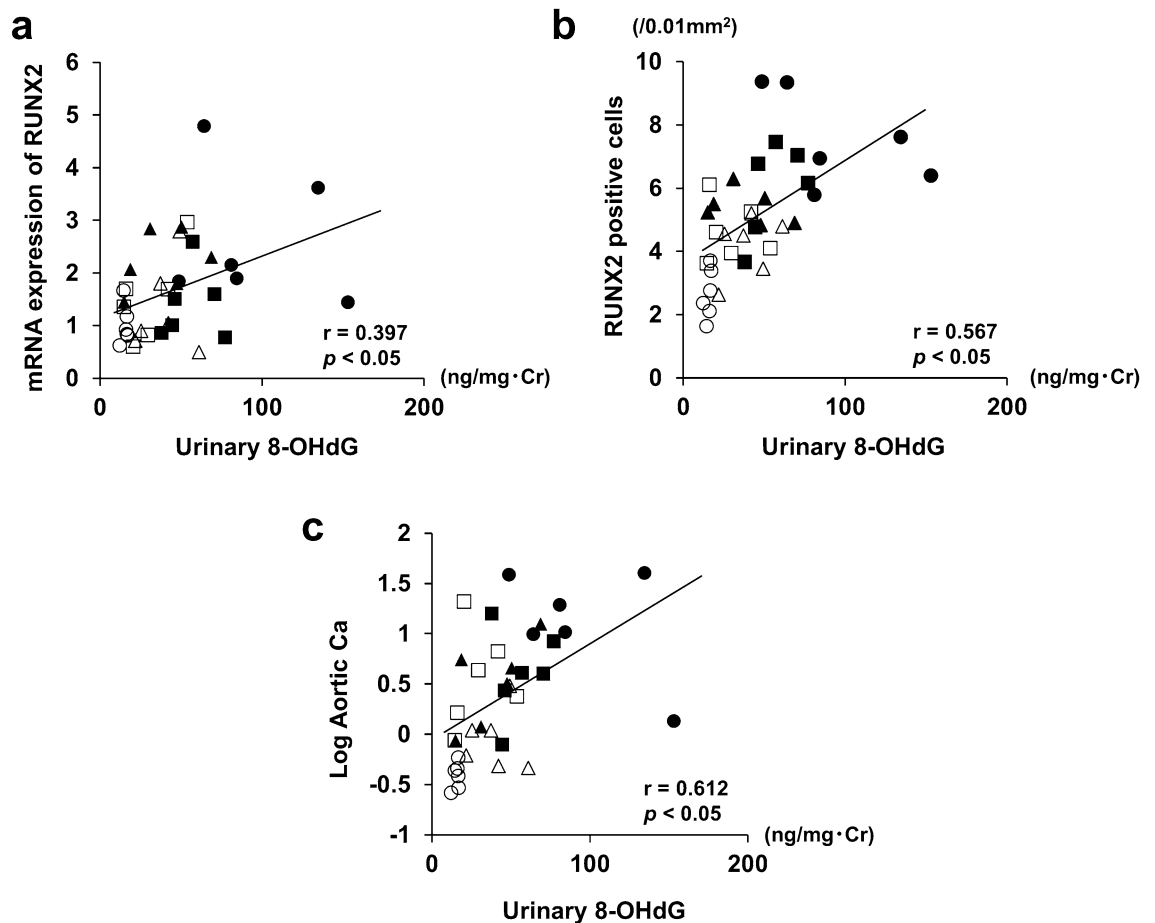 a
mRNA expression of RUNX2
6
5
4
3
2
1
0
0 100 200
r = 0.397
p < 0.05
(ng/mg・Cr)
Urinary 8-OHdG
b
(/0.01mm²)
RUNX2 positive cells
10
8
6
4
2
0
0 100 200
r = 0.567
p < 0.05
(ng/mg・Cr)
Urinary 8-OHdG
c
Log Aortic Ca
2
1.5
1
0.5
0
-0.5
-1
0 100 200
r = 0.612
p < 0.05
(ng/mg・Cr)
Urinary 8-OHdG